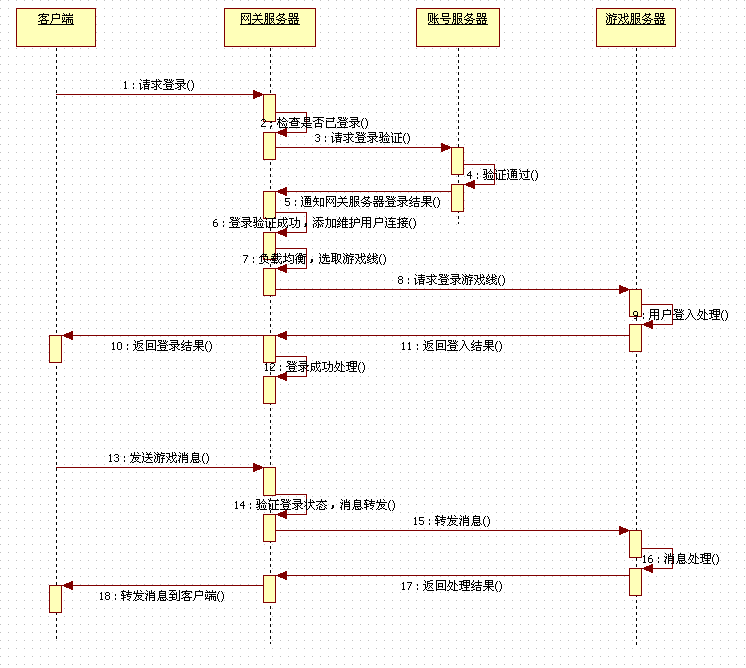 客户端
网关服务器
账号服务器
游戏服务器
1 : 请求登录()
2 : 检查是否已登录()
3 : 请求登录验证()
4 : 验证通过()
5 : 通知网关服务器登录结果()
6 : 登录验证成功，添加维护用户连接()
7 : 负载均衡，选取游戏线()
8 : 请求登录游戏线()
9 : 用户登入处理()
10 : 返回登录结果()
11 : 返回登入结果()
12 : 登录成功处理()
13 : 发送游戏消息()
14 : 验证登录状态，消息转发()
15 : 转发消息()
16 : 消息处理()
17 : 返回处理结果()
18 : 转发消息到客户端()